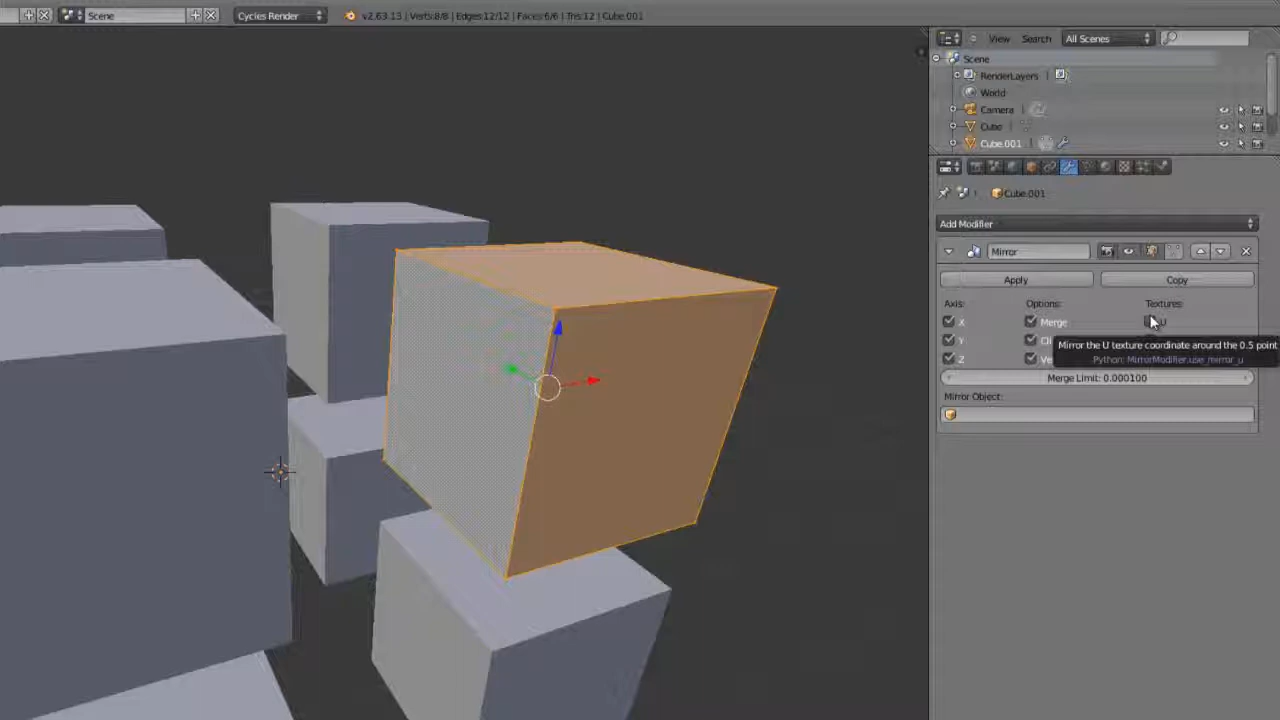 Scene
Cycles Render
v2.63.13 | Verts:8/8 | Edges:12/12 | Faces:6/6 | Tris:12 | Cube.001
View Search All Scenes
Scene
RenderLayers
World
Camera
Cube
Cube.001
Cube.001
Add Modifier
Mirror
Apply Copy
Axis: Options: Textures:
X Merge U
Y
Z
Mirror the U texture coordinate around the 0.5 point
Python: MirrorModifier.use_mirror_u
Merge Limit: 0.000100
Mirror Object: